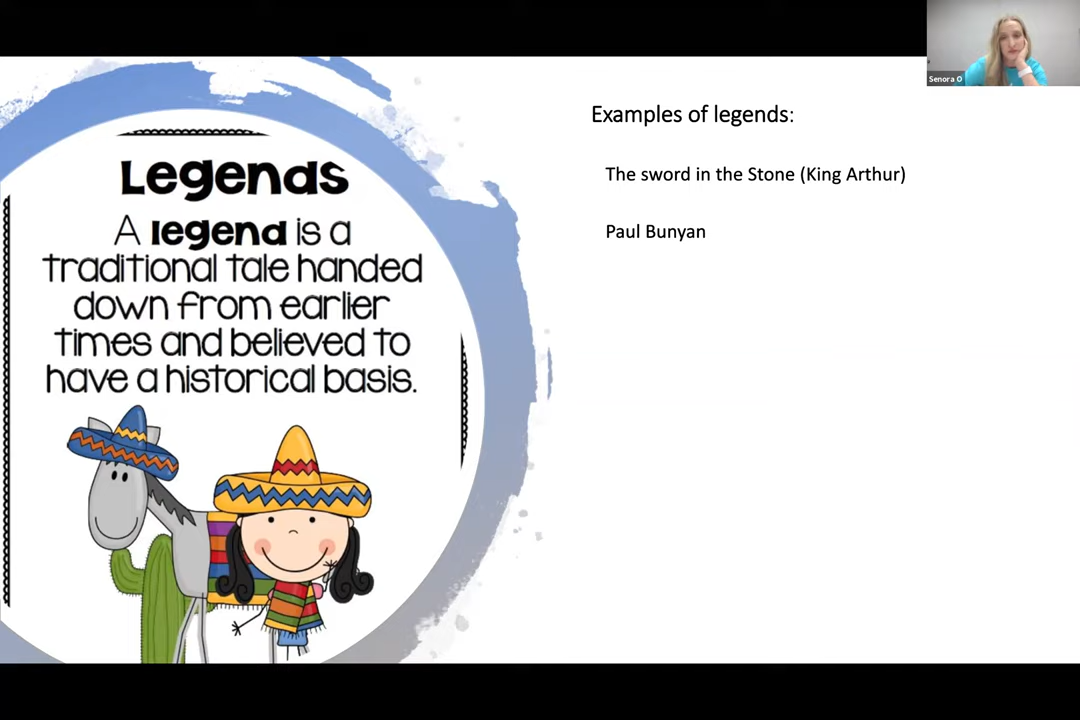 Legends
A legend is a
traditional tale handed
down from earlier
times and believed to
have a historical basis.
Examples of legends:
The sword in the Stone (King Arthur)
Paul Bunyan
Senora O